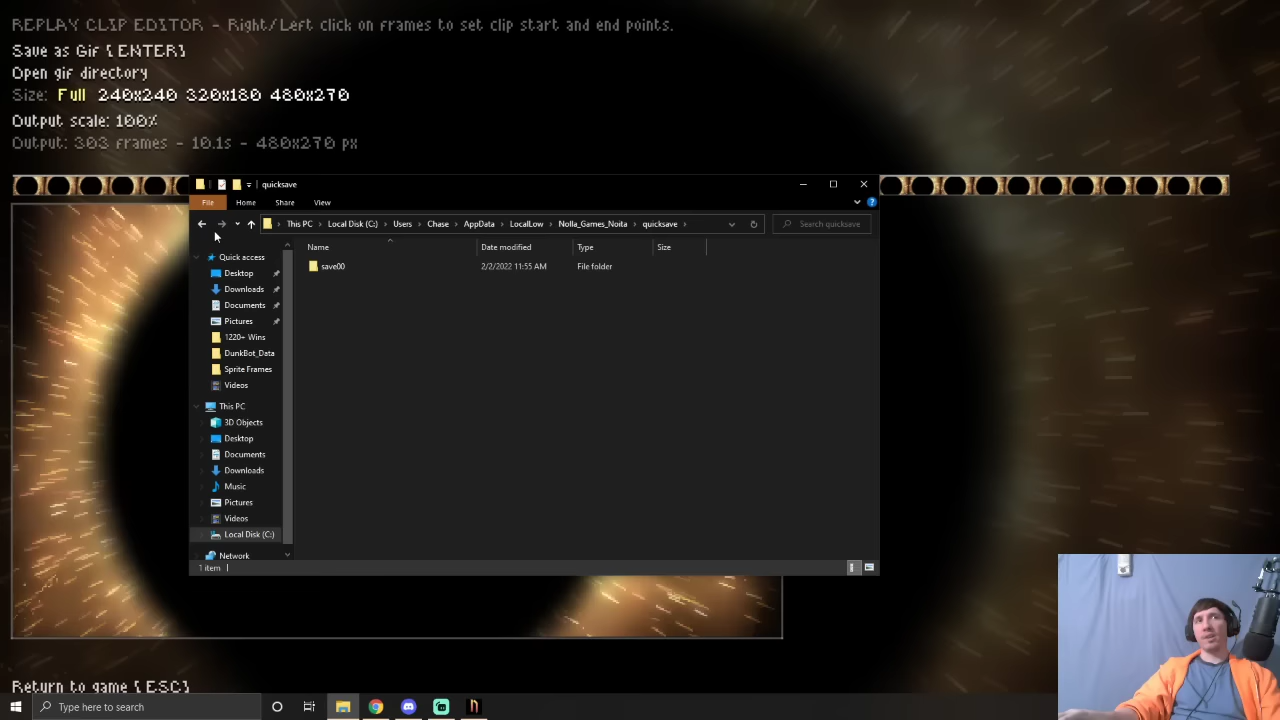 REPLAY CLIP EDITOR - Right/Left click on frames to set clip start and end points.
Save as Gif [ENTER]
Open gif directory
Size: Full 240x240 320x180 480x270
Output scale: 100%
Output: 303 frames - 10.1s - 480x270 px
quicksave
File Home Share View
This PC Local Disk (C:) Users Chase AppData LocalLow Nolla_Games_Noita quicksave
Search quicksave
Name Date modified Type Size
save00 2/2/2022 11:55 AM File folder
Quick access
Desktop
Downloads
Documents
Pictures
1220+ Wins
DunkBot_Data
Sprite Frames
Videos
This PC
3D Objects
Desktop
Documents
Downloads
Music
Pictures
Videos
Local Disk (C:)
Network
1 item
Return to game [ESC]
Type here to search